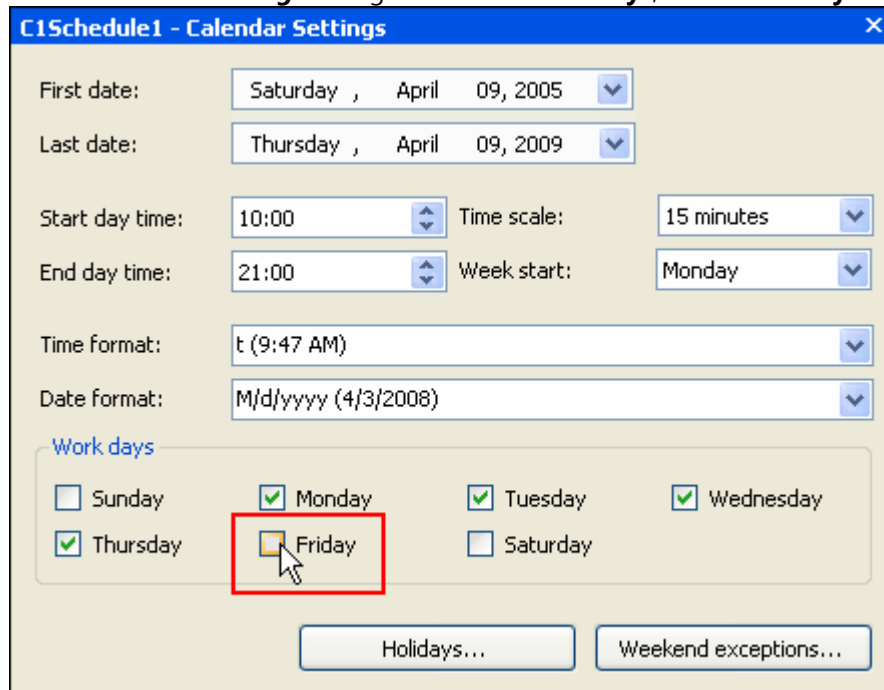 C1Schedule1 - Calendar Settings
First date: Saturday , April 09, 2005
Last date: Thursday , April 09, 2009
Start day time: 10:00 Time scale: 15 minutes
End day time: 21:00 Week start: Monday
Time format: t (9:47 AM)
Date format: M/d/yyyy (4/3/2008)
Work days
Sunday Monday Tuesday Wednesday
Thursday Friday Saturday
Holidays... Weekend exceptions...